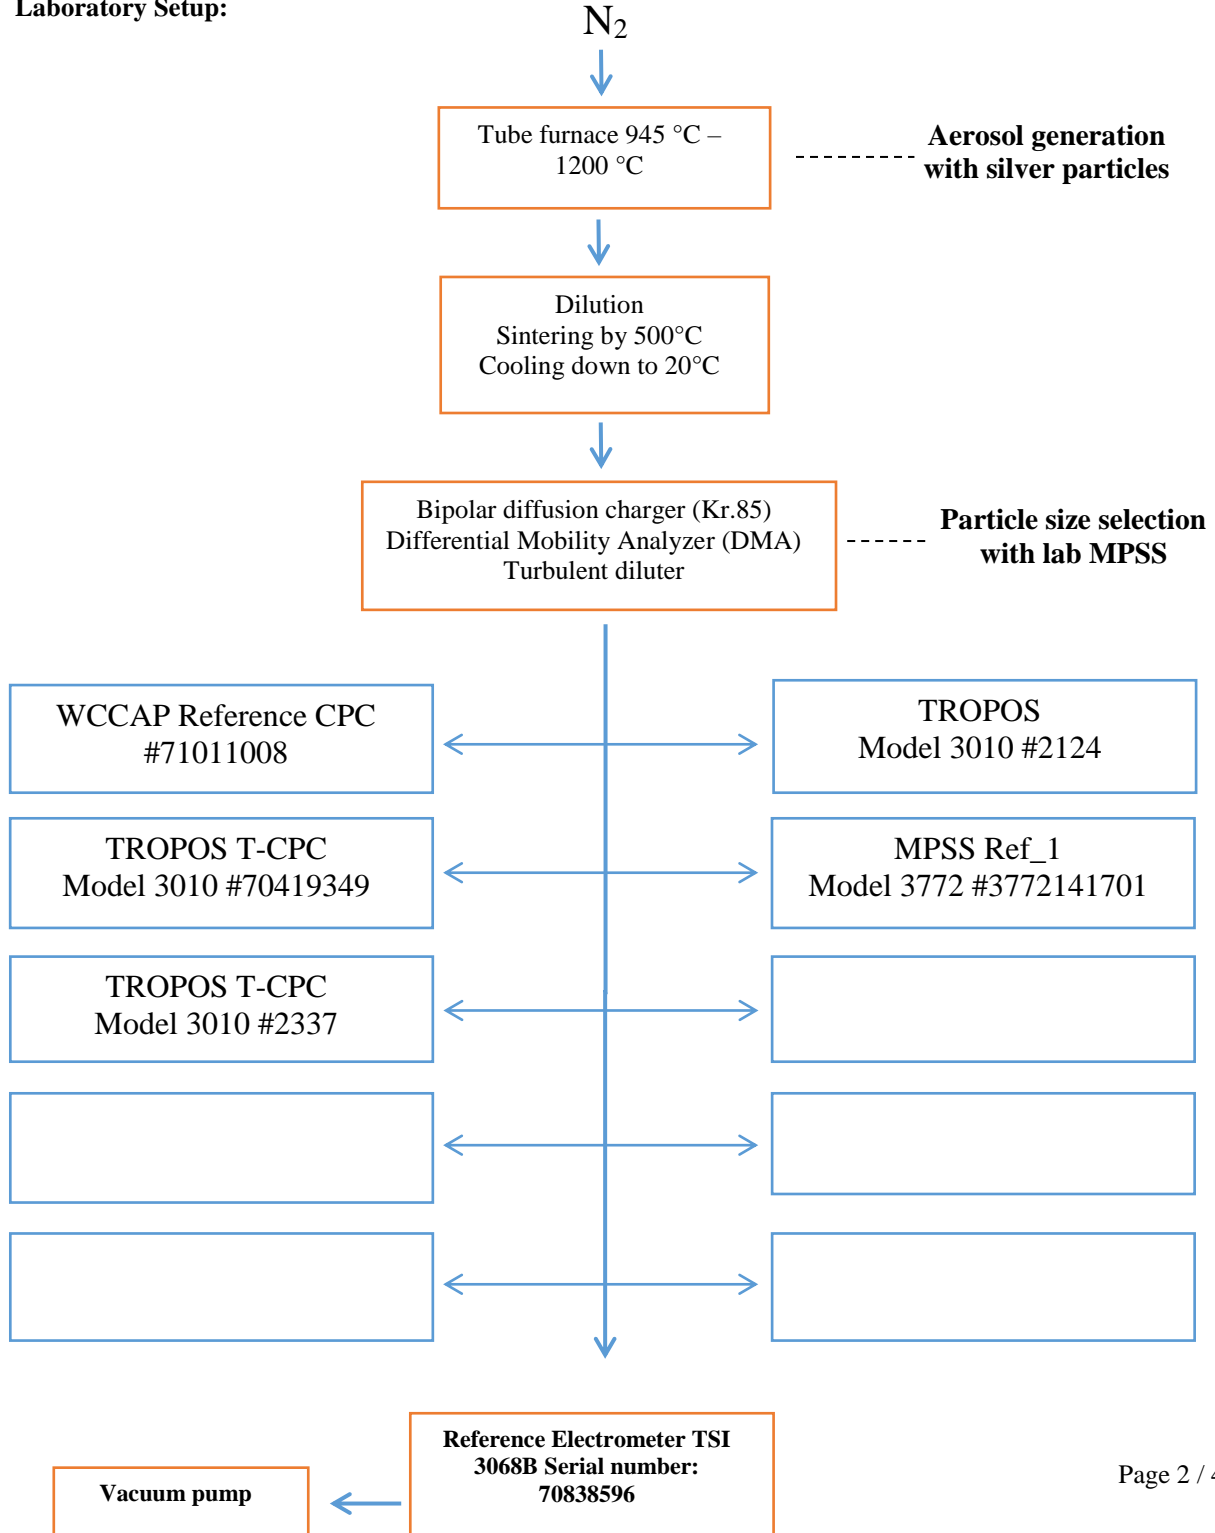 Laboratory Setup:
N₂
Tube furnace 945 °C –
1200 °C
Aerosol generation
with silver particles
Dilution
Sintering by 500°C
Cooling down to 20°C
Bipolar diffusion charger (Kr.85)
Differential Mobility Analyzer (DMA)
Turbulent diluter
Particle size selection
with lab MPSS
WCCAP Reference CPC
#71011008
TROPOS
Model 3010 #2124
TROPOS T-CPC
Model 3010 #70419349
MPSS Ref_1
Model 3772 #3772141701
TROPOS T-CPC
Model 3010 #2337
Reference Electrometer TSI
3068B Serial number:
70838596
Vacuum pump
Page 2 / 4